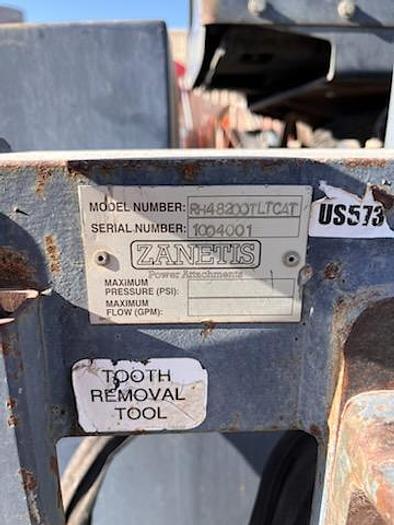 MODEL NUMBER: RH48200TLTCAT
SERIAL NUMBER: 1004001
ZANETIS
Power Attachments
MAXIMUM
PRESSURE (PSI):
MAXIMUM
FLOW (GPM):
US573
TOOTH
REMOVAL
TOOL